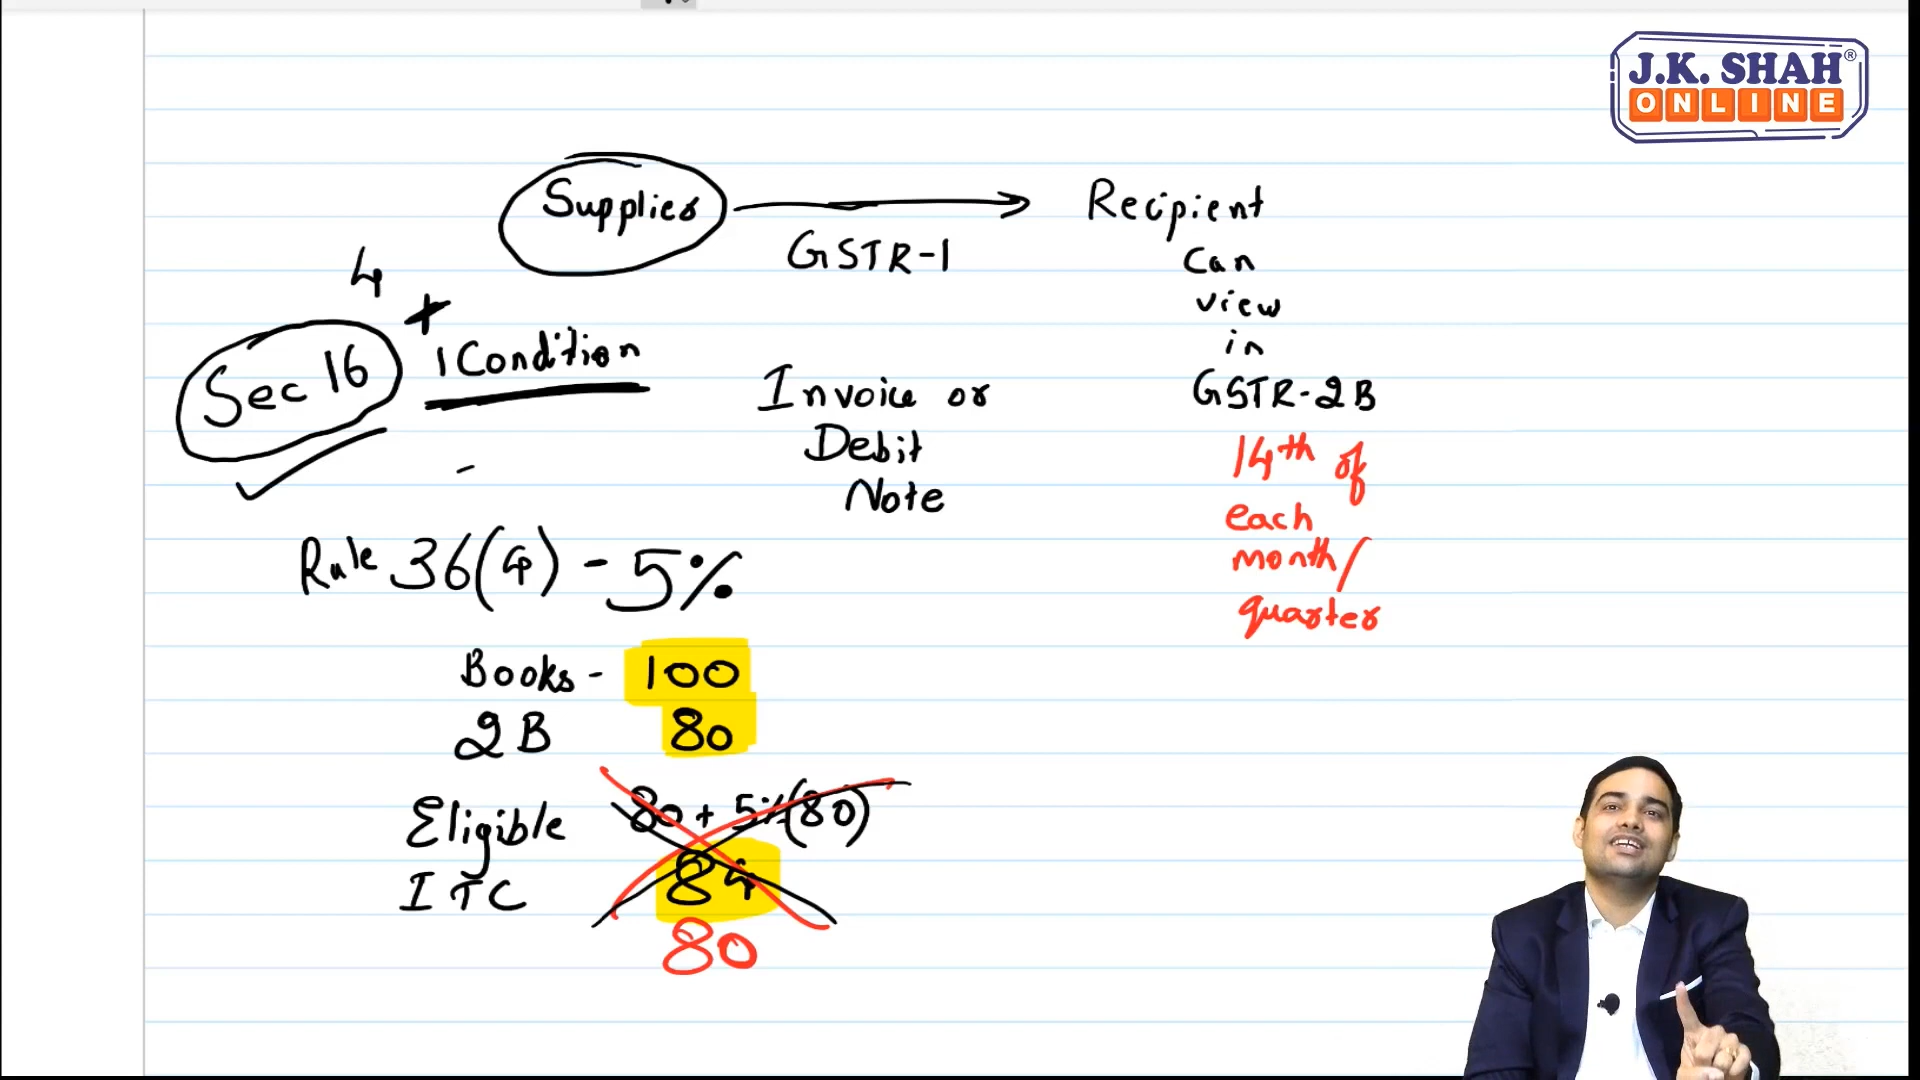 J.K. SHAH®
ONLINE
Supplier
Recipient
GSTR-1
Can
view
in
GSTR-2B
14th of
each
month/
quarter
4
+
Sec 16
1 Condition
Invoice or
Debit
Note
Rule 36(4) - 5%
Books - 100
2B 80
Eligible 80 + 5%(80)
ITC 84
80